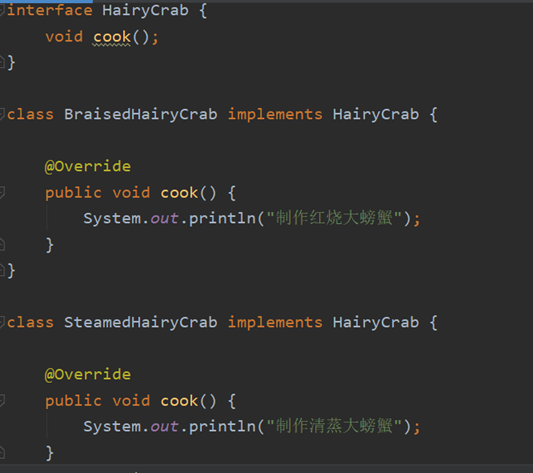 interface HairyCrab {
void cook();
}
class BraisedHairyCrab implements HairyCrab {
@Override
public void cook() {
System.out.println("制作红烧大螃蟹");
}
}
class SteamedHairyCrab implements HairyCrab {
@Override
public void cook() {
System.out.println("制作清蒸大螃蟹");
}